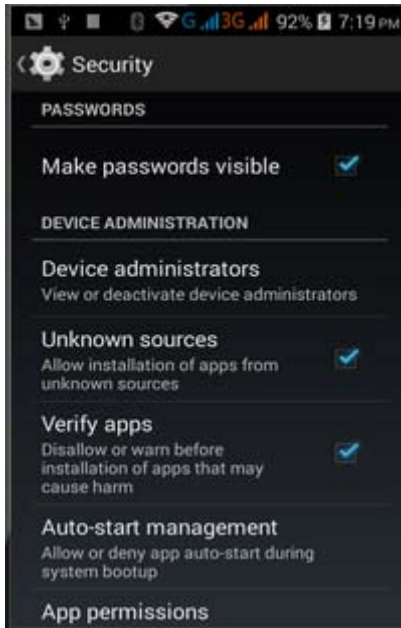 G 3G 92% 7:19 PM
Security
PASSWORDS
Make passwords visible
DEVICE ADMINISTRATION
Device administrators
View or deactivate device administrators
Unknown sources
Allow installation of apps from
unknown sources
Verify apps
Disallow or warn before
installation of apps that may
cause harm
Auto-start management
Allow or deny app auto-start during
system bootup
App permissions